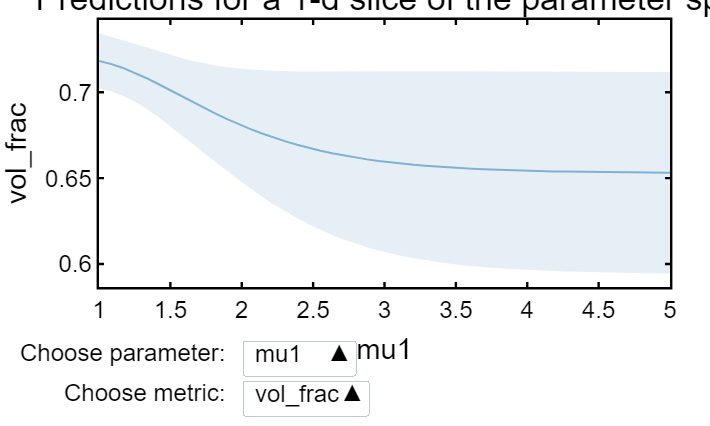 Predictions for a 1-d slice of the parameter
vol_frac
0.7
0.65
0.6
1 1.5 2 2.5 3 3.5 4 4.5 5
mu1
Choose parameter: mu1 ▲
Choose metric: vol_frac ▲